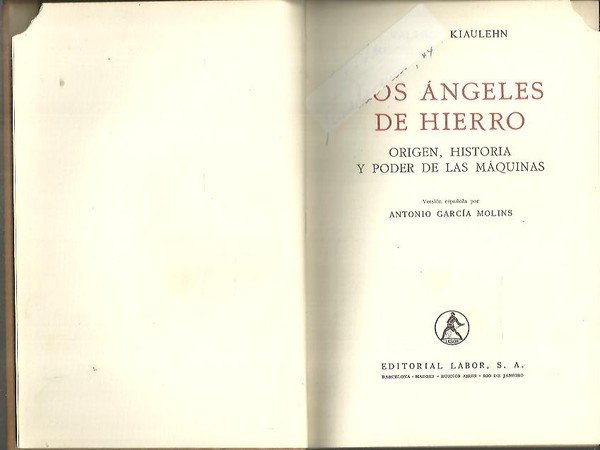 KIAULEHN
OS ÁNGELES
DE HIERRO
ORIGEN, HISTORIA
Y PODER DE LAS MÁQUINAS
Versión española por
ANTONIO GARCÍA MOLINS
LABOR
EDITORIAL LABOR, S. A.
BARCELONA - MADRID - BUENOS AIRES - RIO DE JANEIRO